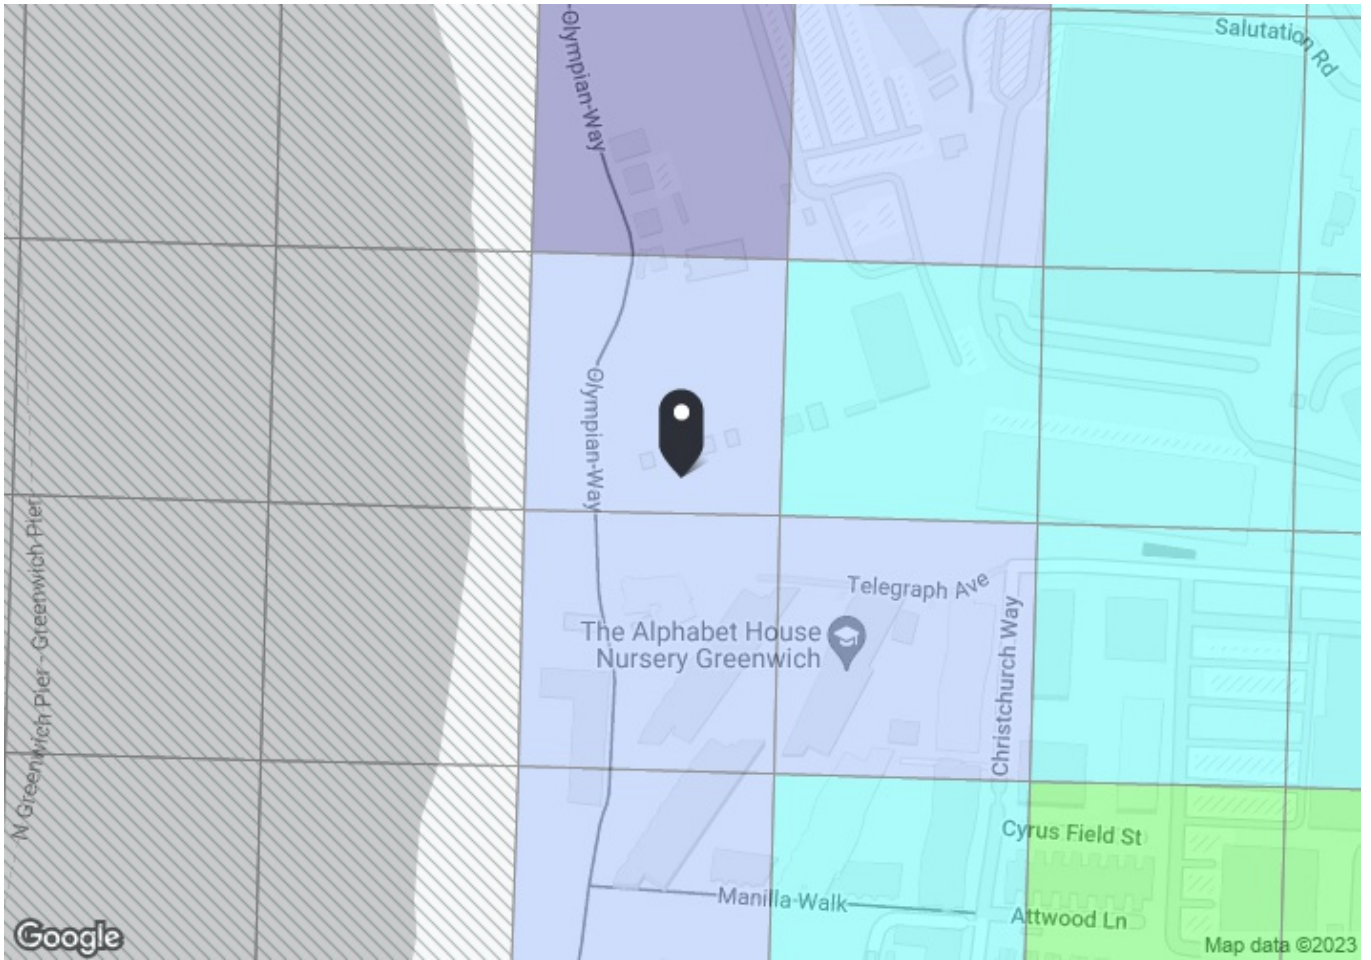 Olympian-Way
Salutation Rd
Olympian-Way
N Greenwich Pier - Greenwich Pier
Telegraph Ave
The Alphabet House
Nursery Greenwich
Christchurch Way
Cyrus Field St
Manilla-Walk
Attwood Ln
Google
Map data ©2023